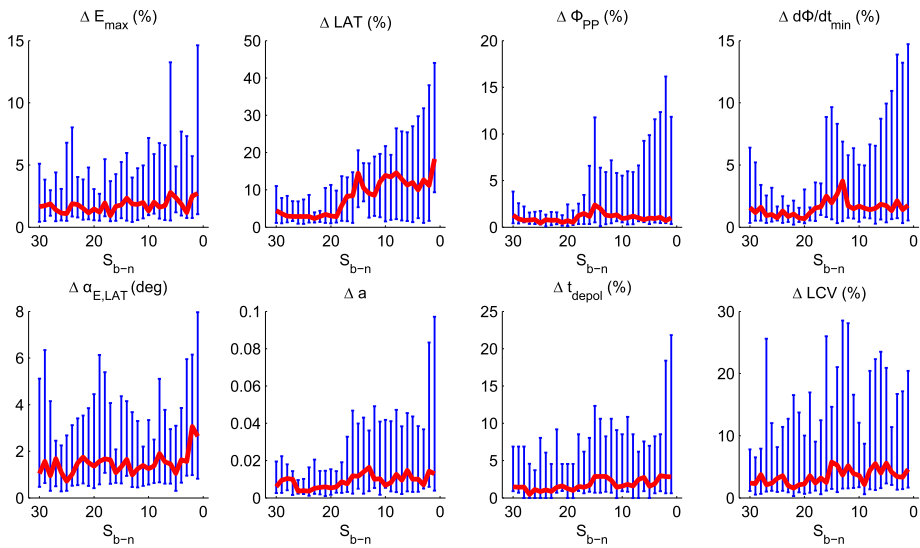 Δ E_max (%)
15
10
5
0
30 20 10 0
S_b−n
Δ LAT (%)
50
40
30
20
10
0
30 20 10 0
S_b−n
Δ Φ_PP (%)
20
15
10
5
0
30 20 10 0
S_b−n
Δ dΦ/dt_min (%)
15
10
5
0
30 20 10 0
S_b−n
Δ α_E,LAT (deg)
8
6
4
2
0
30 20 10 0
S_b−n
Δ a
0.1
0.08
0.06
0.04
0.02
0
30 20 10 0
S_b−n
Δ t_depol (%)
25
20
15
10
5
0
30 20 10 0
S_b−n
Δ LCV (%)
30
20
10
0
30 20 10 0
S_b−n